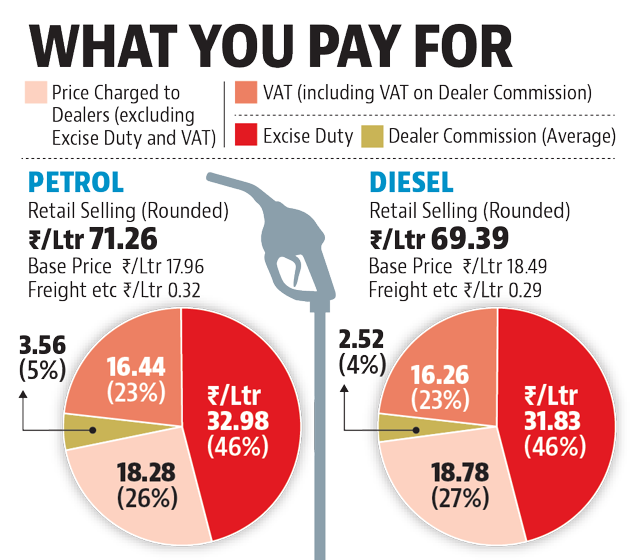 WHAT YOU PAY FOR
Price Charged to
Dealers (excluding
Excise Duty and VAT)
VAT (including VAT on Dealer Commission)
Excise Duty
Dealer Commission (Average)
PETROL
Retail Selling (Rounded)
₹/Ltr 71.26
Base Price ₹/Ltr 17.96
Freight etc ₹/Ltr 0.32
3.56
(5%)
16.44
(23%)
₹/Ltr
32.98
(46%)
18.28
(26%)
DIESEL
Retail Selling (Rounded)
₹/Ltr 69.39
Base Price ₹/Ltr 18.49
Freight etc ₹/Ltr 0.29
2.52
(4%)
16.26
(23%)
₹/Ltr
31.83
(46%)
18.78
(27%)